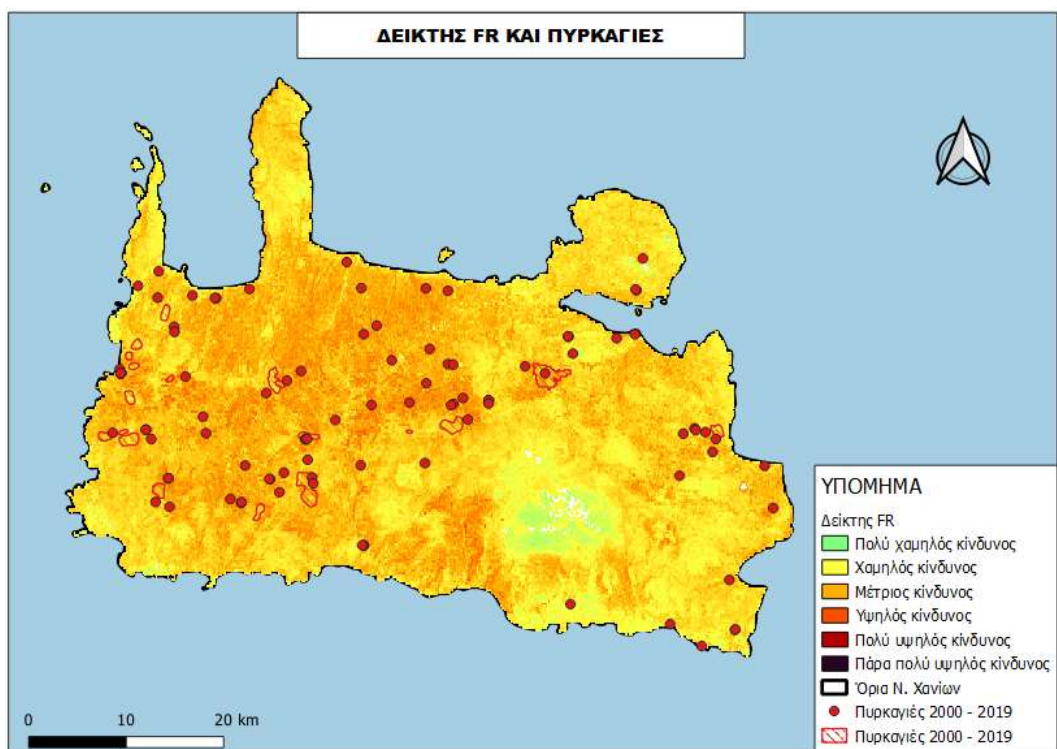 ΔΕΙΚΤΗΣ FR ΚΑΙ ΠΥΡΚΑΓΙΕΣ
ΥΠΟΜΗΜΑ
Δείκτης FR
Πολύ χαμηλός κίνδυνος
Χαμηλός κίνδυνος
Μέτριος κίνδυνος
Υψηλός κίνδυνος
Πολύ υψηλός κίνδυνος
Πάρα πολύ υψηλός κίνδυνος
Όρια Ν. Χανίων
Πυρκαγιές 2000 - 2019
Πυρκαγιές 2000 - 2019
0 10 20 km